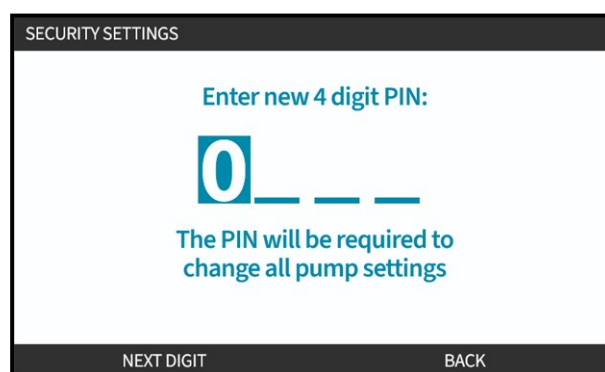 SECURITY SETTINGS
Enter new 4 digit PIN:
0_ _ _
The PIN will be required to
change all pump settings
NEXT DIGIT BACK